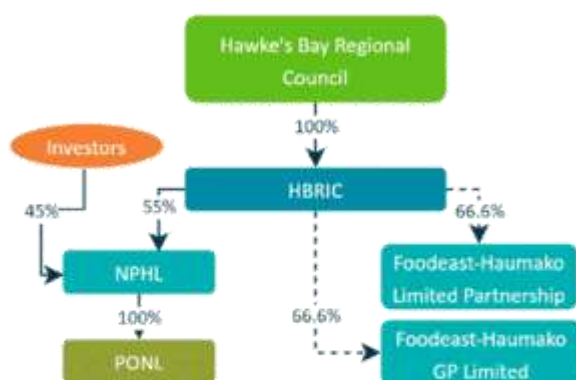 Hawke's Bay Regional
Council
100%
Investors
HBRIC
45%
55%
66.6%
NPHL
Foodeast-Haumako
Limited Partnership
100%
66.6%
PONL
Foodeast-Haumako
GP Limited